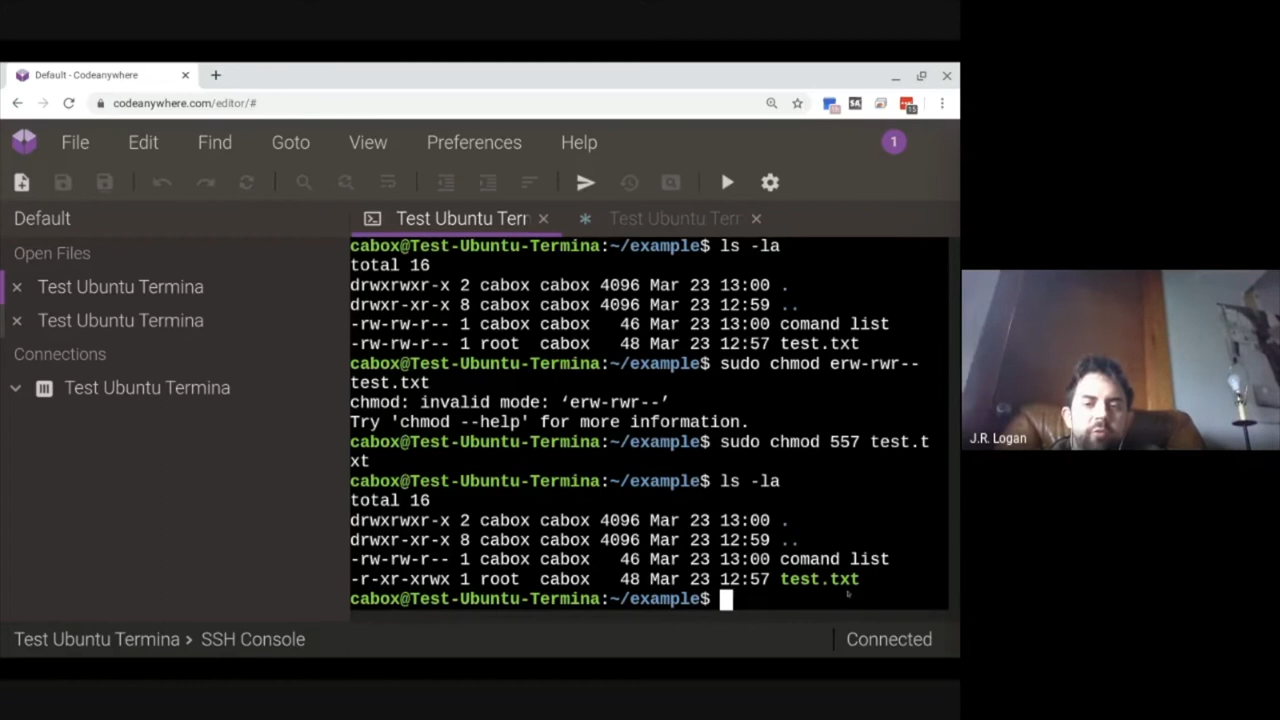 Default - Codeanywhere
codeanywhere.com/editor/#
File Edit Find Goto View Preferences Help
1
Default
Open Files
Test Ubuntu Termina
Test Ubuntu Termina
Connections
Test Ubuntu Termina
Test Ubuntu Terr
Test Ubuntu Terr
cabox@Test-Ubuntu-Termina:~/example$ ls -la
total 16
drwxrwxr-x 2 cabox cabox 4096 Mar 23 13:00 .
drwxr-xr-x 8 cabox cabox 4096 Mar 23 12:59 ..
-rw-rw-r-- 1 cabox cabox   46 Mar 23 13:00 comand list
-rw-rw-r-- 1 root  cabox   48 Mar 23 12:57 test.txt
cabox@Test-Ubuntu-Termina:~/example$ sudo chmod erw-rwr--
test.txt
chmod: invalid mode: ‘erw-rwr--’
Try 'chmod --help' for more information.
cabox@Test-Ubuntu-Termina:~/example$ sudo chmod 557 test.t
xt
cabox@Test-Ubuntu-Termina:~/example$ ls -la
total 16
drwxrwxr-x 2 cabox cabox 4096 Mar 23 13:00 .
drwxr-xr-x 8 cabox cabox 4096 Mar 23 12:59 ..
-rw-rw-r-- 1 cabox cabox   46 Mar 23 13:00 comand list
-r-xr-xrwx 1 root  cabox   48 Mar 23 12:57 test.txt
cabox@Test-Ubuntu-Termina:~/example$
Test Ubuntu Termina > SSH Console
Connected
J.R. Logan